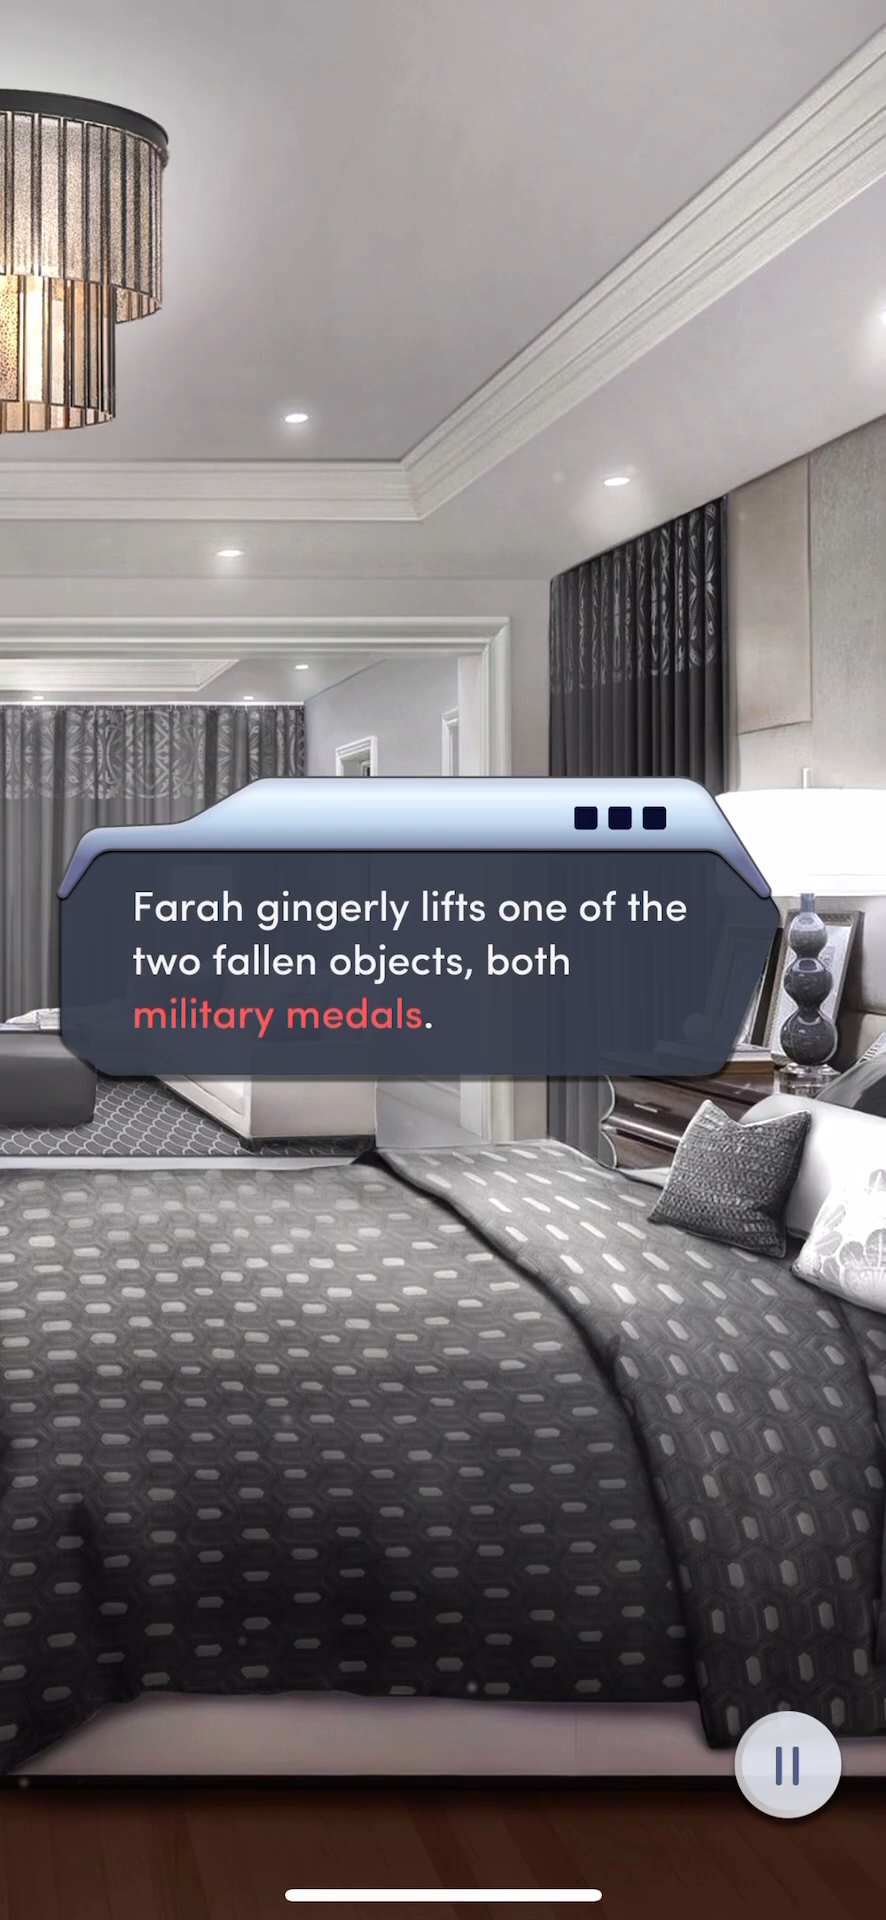 Farah gingerly lifts one of the
two fallen objects, both
military medals.